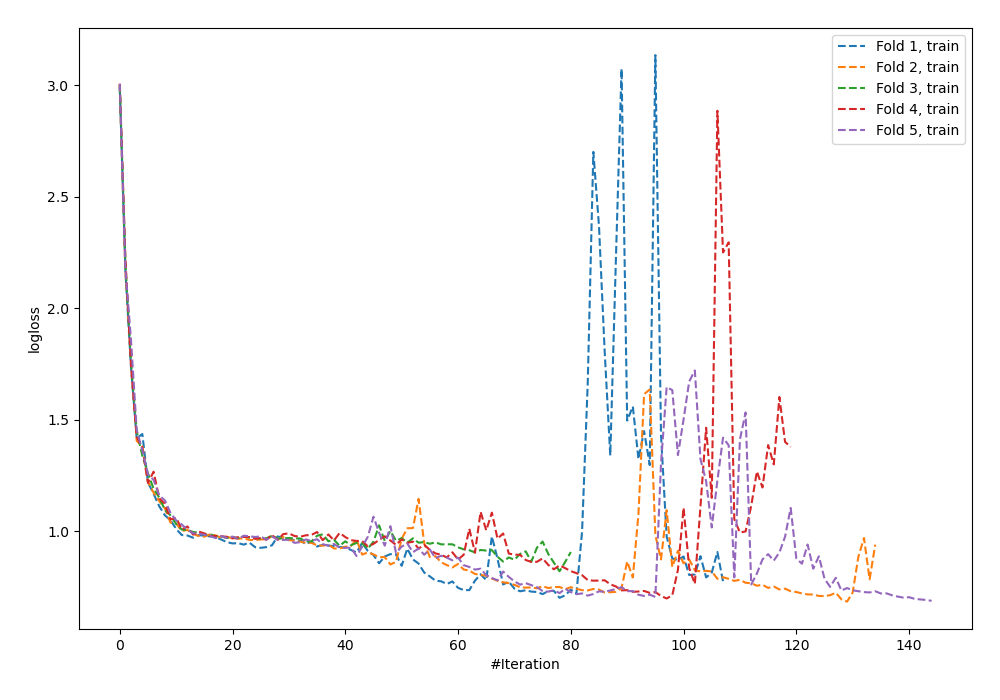 3.0
2.5
2.0
1.5
1.0
logloss
0
20
40
60
80
100
120
140
#Iteration
Fold 1, train
Fold 2, train
Fold 3, train
Fold 4, train
Fold 5, train